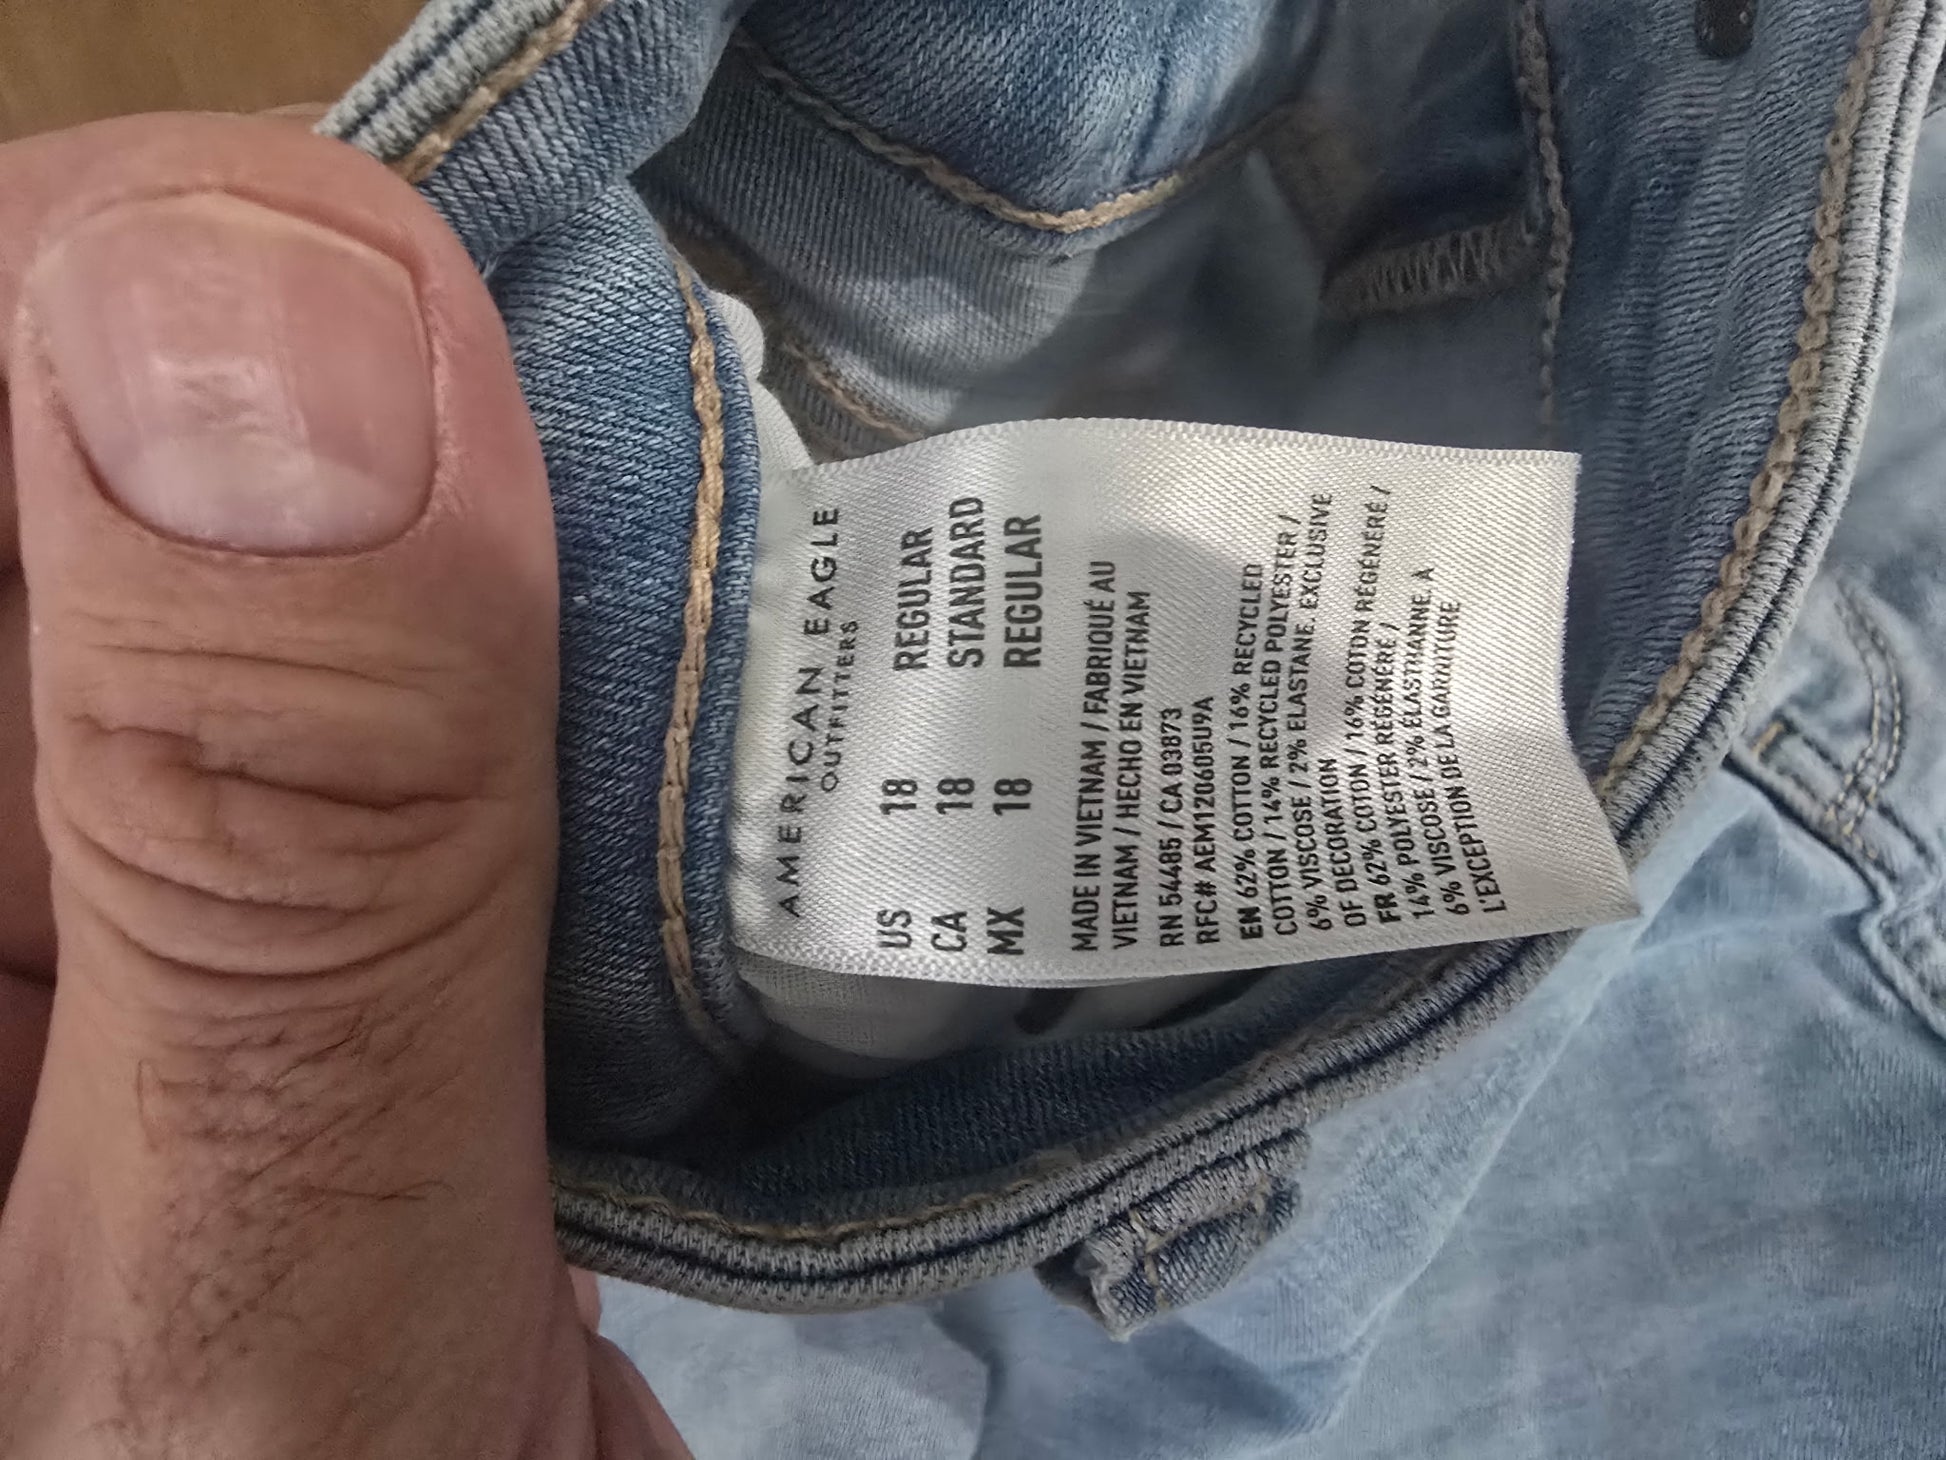 AMERICAN EAGLE
OUTFITTERS
US 18 REGULAR
CA 18 STANDARD
MX 18 REGULAR
MADE IN VIETNAM / FABRIQUÉ AU
VIETNAM / HECHO EN VIETNAM
RN 54485 / CA 03873
RFC# AEM120605U9A
EN 62% COTTON / 16% RECYCLED
COTTON / 14% RECYCLED POLYESTER /
6% VISCOSE / 2% ELASTANE. EXCLUSIVE
OF DECORATION
FR 62% COTON / 16% COTON RÉGÉNÉRÉ /
14% POLYESTER RÉGÉNÉRÉ /
6% VISCOSE / 2% ÉLASTHANNE. À
L'EXCEPTION DE LA GARNITURE